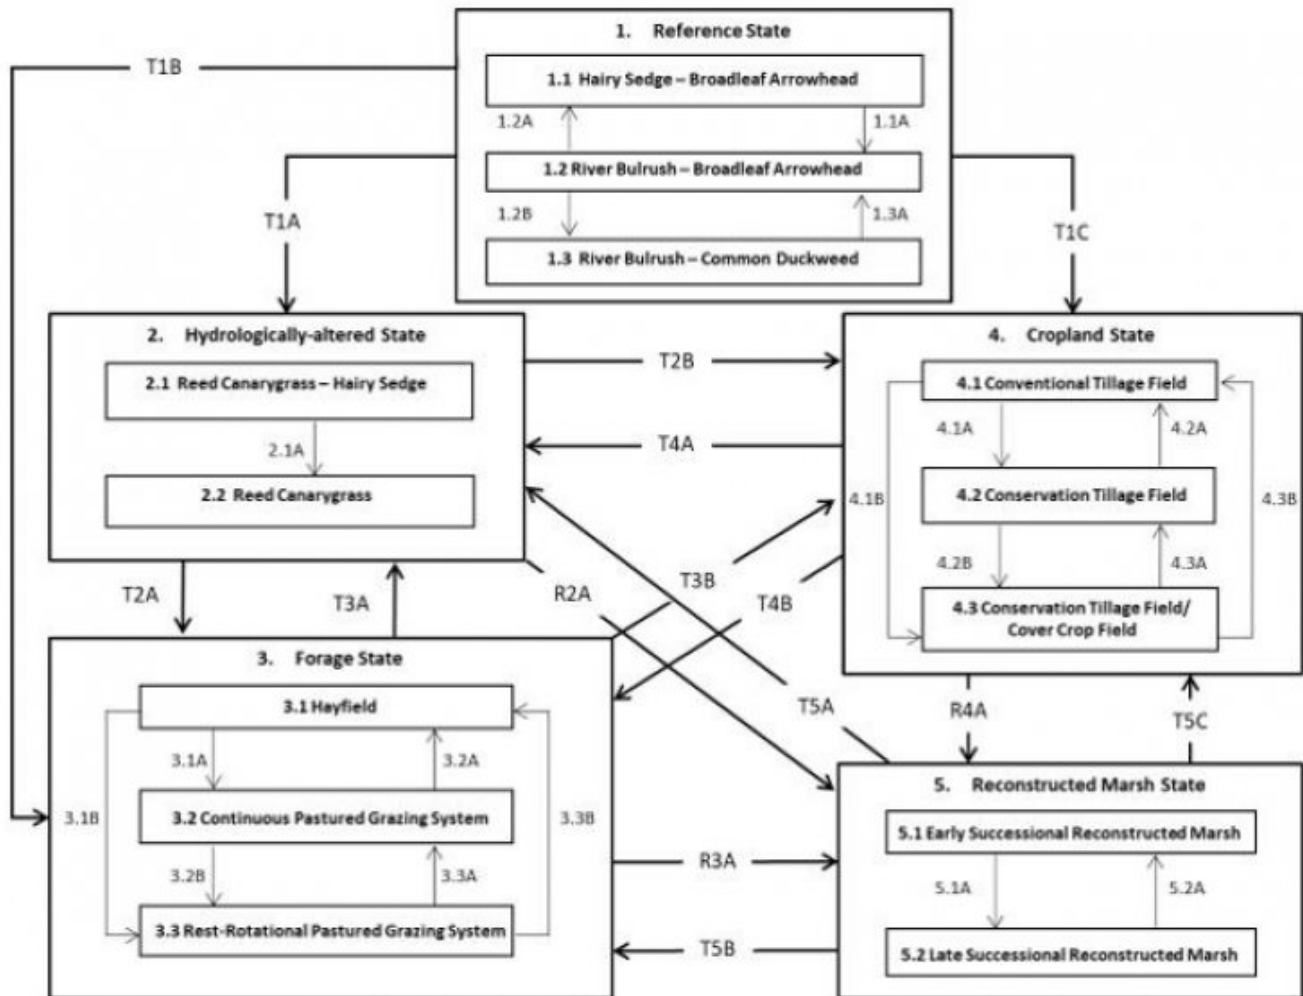 1. Reference State
T1B
1.1 Hairy Sedge – Broadleaf Arrowhead
1.2A
1.1A
1.2 River Bulrush – Broadleaf Arrowhead
1.2B
1.3A
T1A
T1C
1.3 River Bulrush – Common Duckweed
2. Hydrologically-altered State
2.1 Reed Canarygrass – Hairy Sedge
2.1A
2.2 Reed Canarygrass
T2B
T4A
4. Cropland State
4.1 Conventional Tillage Field
4.1A
4.2A
4.2 Conservation Tillage Field
4.1B
4.3B
4.2B
4.3A
4.3 Conservation Tillage Field/
Cover Crop Field
T2A
T3A
R2A
T3B
T4B
3. Forage State
3.1 Hayfield
3.1A
3.2A
3.2 Continuous Pastured Grazing System
3.1B
3.3B
3.2B
3.3A
3.3 Rest-Rotational Pastured Grazing System
T5A
R4A
T5C
R3A
T5B
5. Reconstructed Marsh State
5.1 Early Successional Reconstructed Marsh
5.1A
5.2A
5.2 Late Successional Reconstructed Marsh